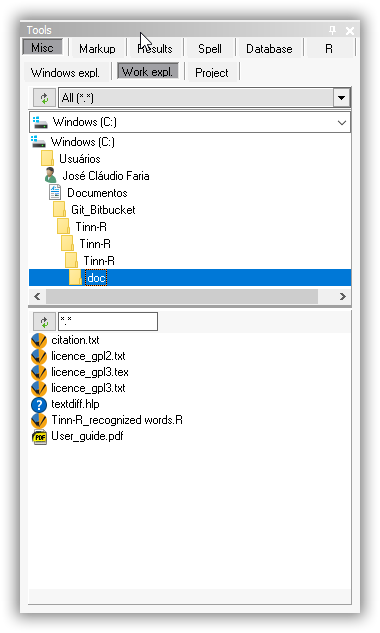 Tools
Misc Markup Results Spell Database R
Windows expl. Work expl. Project
All (*.*)
Windows (C:)
Windows (C:)
Usuários
José Cláudio Faria
Documentos
Git_Bitbucket
Tinn-R
Tinn-R
Tinn-R
doc
*.*
citation.txt
licence_gpl2.txt
licence_gpl3.tex
licence_gpl3.txt
textdiff.hlp
Tinn-R_recognized words.R
PDF User_guide.pdf